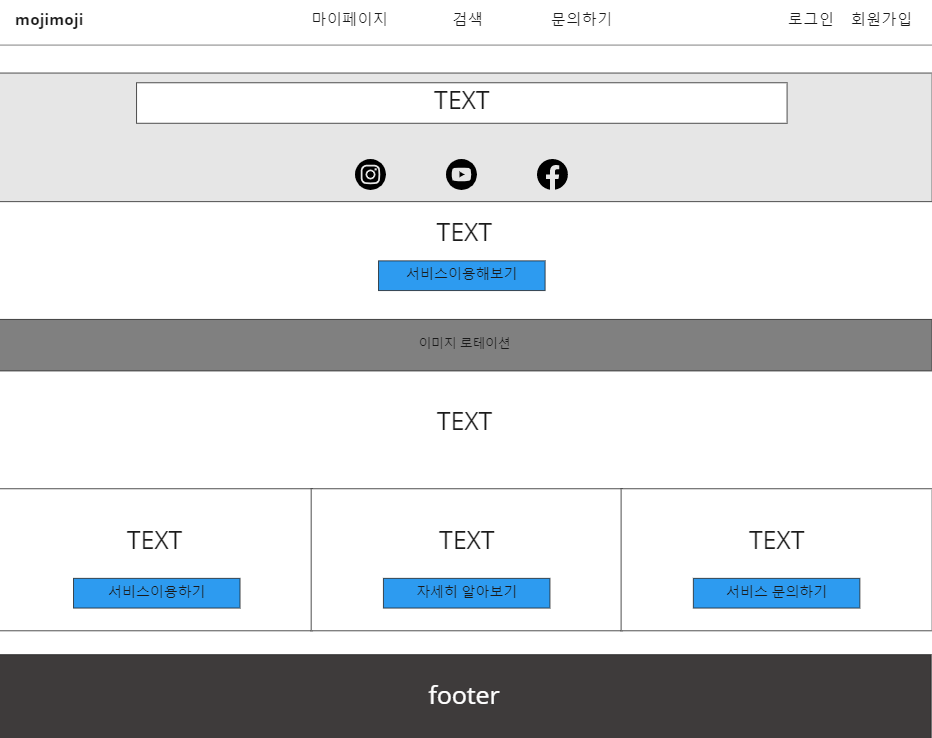 mojimoji 마이페이지 검색 문의하기 로그인 회원가입
TEXT
TEXT
서비스이용해보기
이미지 로테이션
TEXT
TEXT TEXT TEXT
서비스이용하기 자세히 알아보기 서비스 문의하기
footer